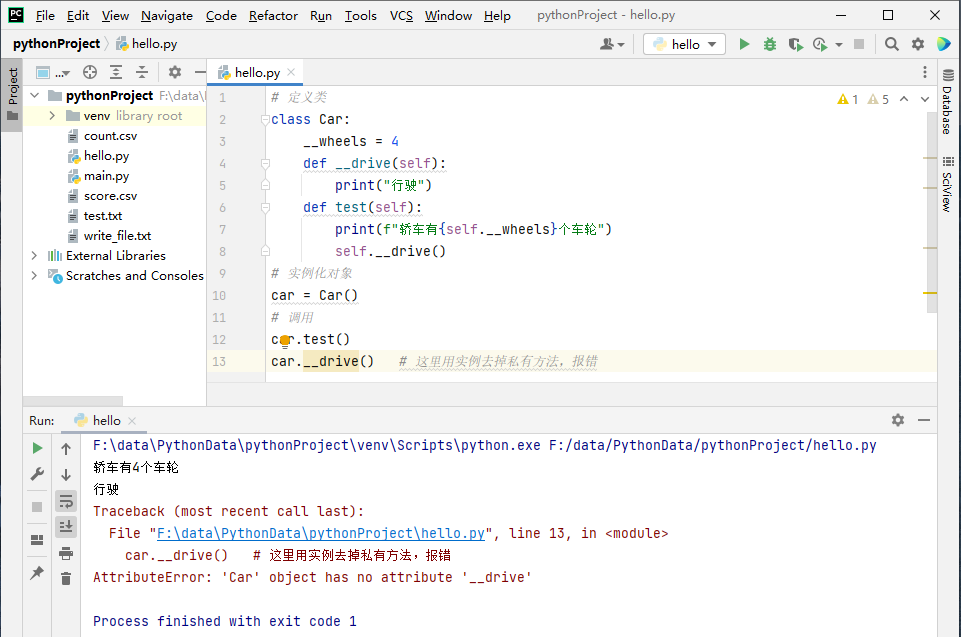 PC File Edit View Navigate Code Refactor Run Tools VCS Window Help pythonProject - hello.py
pythonProject hello.py hello
Project
... hello.py
pythonProject F:\data\
venv library root
count.csv
hello.py
main.py
score.csv
test.txt
write_file.txt
External Libraries
Scratches and Consoles
1 # 定义类
2 class Car:
3 __wheels = 4
4 def __drive(self):
5 print("行驶")
6 def test(self):
7 print(f"轿车有{self.__wheels}个车轮")
8 self.__drive()
9 # 实例化对象
10 car = Car()
11 # 调用
12 car.test()
13 car.__drive() # 这里用实例去掉私有方法，报错
1 5
Database
SciView
Run: hello
F:\data\PythonData\pythonProject\venv\Scripts\python.exe F:/data/PythonData/pythonProject/hello.py
轿车有4个车轮
行驶
Traceback (most recent call last):
File "F:\data\PythonData\pythonProject\hello.py", line 13, in <module>
car.__drive() # 这里用实例去掉私有方法，报错
AttributeError: 'Car' object has no attribute '__drive'
Process finished with exit code 1